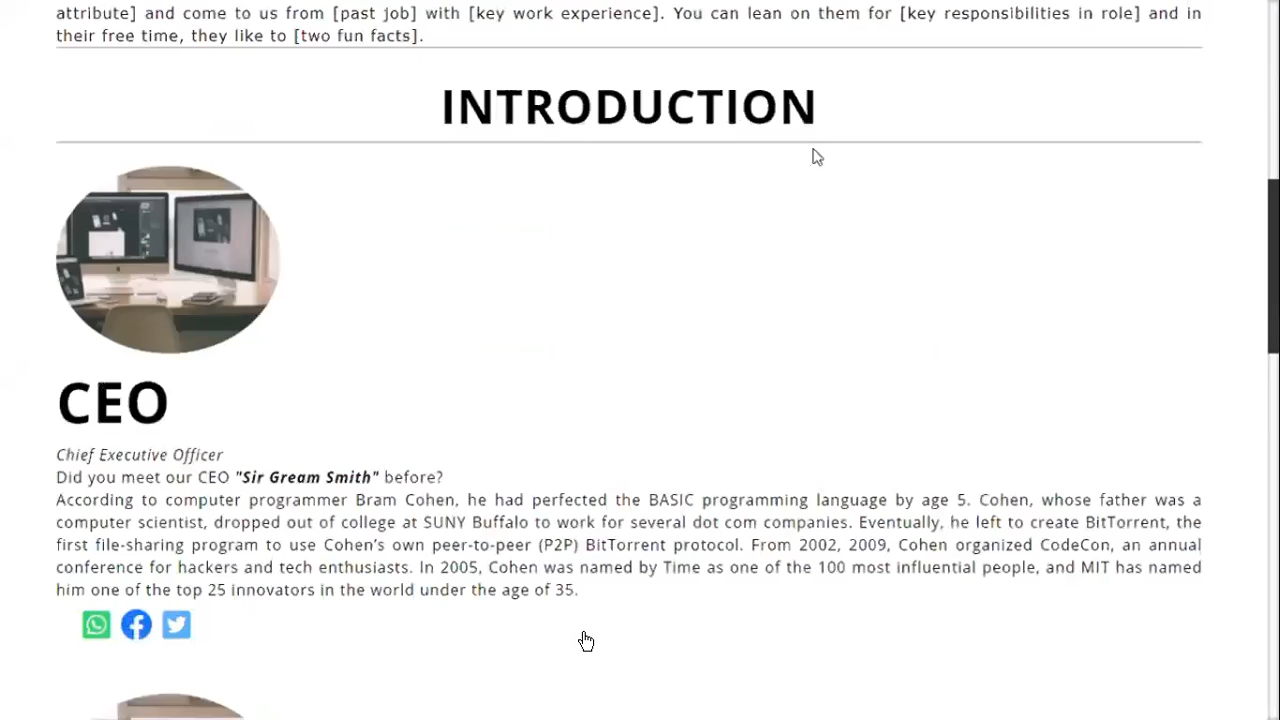 attribute] and come to us from [past job] with [key work experience]. You can lean on them for [key responsibilities in role] and in
their free time, they like to [two fun facts].
INTRODUCTION
CEO
Chief Executive Officer
Did you meet our CEO "Sir Gream Smith" before?
According to computer programmer Bram Cohen, he had perfected the BASIC programming language by age 5. Cohen, whose father was a
computer scientist, dropped out of college at SUNY Buffalo to work for several dot com companies. Eventually, he left to create BitTorrent, the
first file-sharing program to use Cohen's own peer-to-peer (P2P) BitTorrent protocol. From 2002, 2009, Cohen organized CodeCon, an annual
conference for hackers and tech enthusiasts. In 2005, Cohen was named by Time as one of the 100 most influential people, and MIT has named
him one of the top 25 innovators in the world under the age of 35.